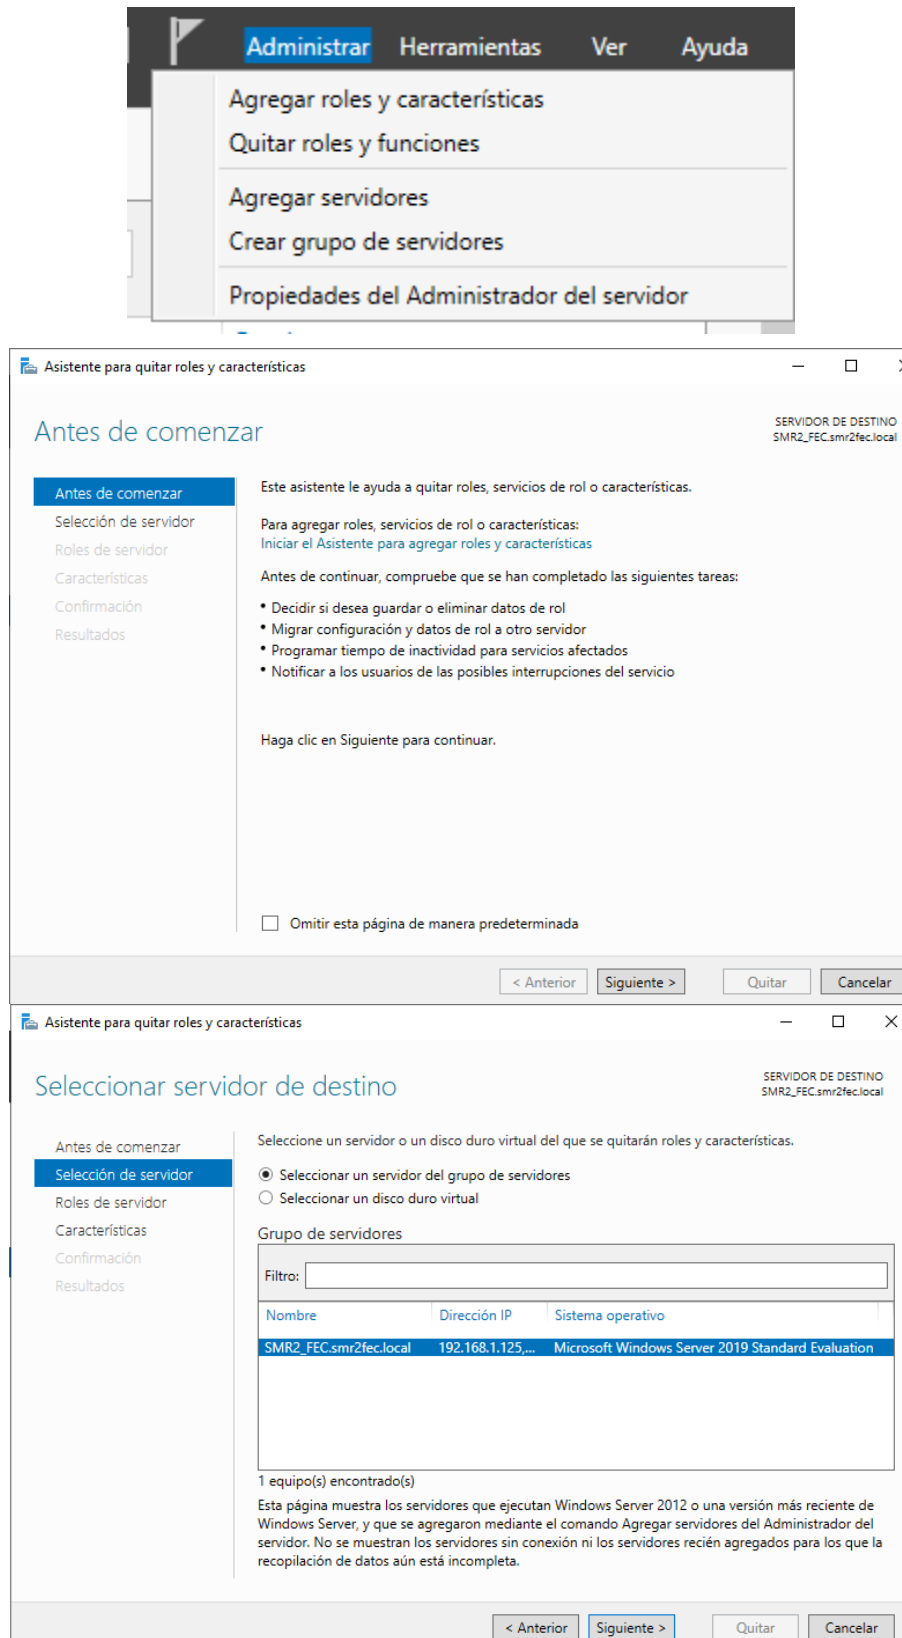 Administrar Herramientas Ver Ayuda
Agregar roles y características
Quitar roles y funciones
Agregar servidores
Crear grupo de servidores
Propiedades del Administrador del servidor
Asistente para quitar roles y características
Antes de comenzar
SERVIDOR DE DESTINO
SMR2_FEC.smr2fec.local
Antes de comenzar
Selección de servidor
Roles de servidor
Características
Confirmación
Resultados
Este asistente le ayuda a quitar roles, servicios de rol o características.
Para agregar roles, servicios de rol o características:
Iniciar el Asistente para agregar roles y características
Antes de continuar, compruebe que se han completado las siguientes tareas:
• Decidir si desea guardar o eliminar datos de rol
• Migrar configuración y datos de rol a otro servidor
• Programar tiempo de inactividad para servicios afectados
• Notificar a los usuarios de las posibles interrupciones del servicio
Haga clic en Siguiente para continuar.
Omitir esta página de manera predeterminada
< Anterior Siguiente > Quitar Cancelar
Asistente para quitar roles y características
Seleccionar servidor de destino
SERVIDOR DE DESTINO
SMR2_FEC.smr2fec.local
Antes de comenzar
Selección de servidor
Roles de servidor
Características
Confirmación
Resultados
Seleccione un servidor o un disco duro virtual del que se quitarán roles y características.
Seleccionar un servidor del grupo de servidores
Seleccionar un disco duro virtual
Grupo de servidores
Filtro:
Nombre Dirección IP Sistema operativo
SMR2_FEC.smr2fec.local 192.168.1.125,... Microsoft Windows Server 2019 Standard Evaluation
1 equipo(s) encontrado(s)
Esta página muestra los servidores que ejecutan Windows Server 2012 o una versión más reciente de
Windows Server, y que se agregaron mediante el comando Agregar servidores del Administrador del
servidor. No se muestran los servidores sin conexión ni los servidores recién agregados para los que la
recopilación de datos aún está incompleta.
< Anterior Siguiente > Quitar Cancelar